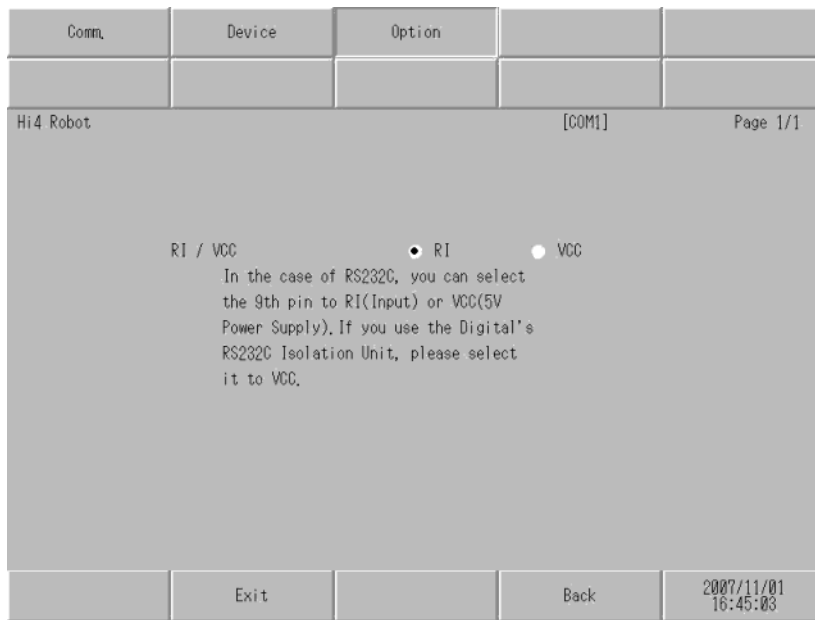 Comm. Device Option
Hi4 Robot [COM1] Page 1/1
RI / VCC RI VCC
In the case of RS232C, you can select
the 9th pin to RI(Input) or VCC(5V
Power Supply). If you use the Digital's
RS232C Isolation Unit, please select
it to VCC.
Exit Back 2007/11/01
16:45:03